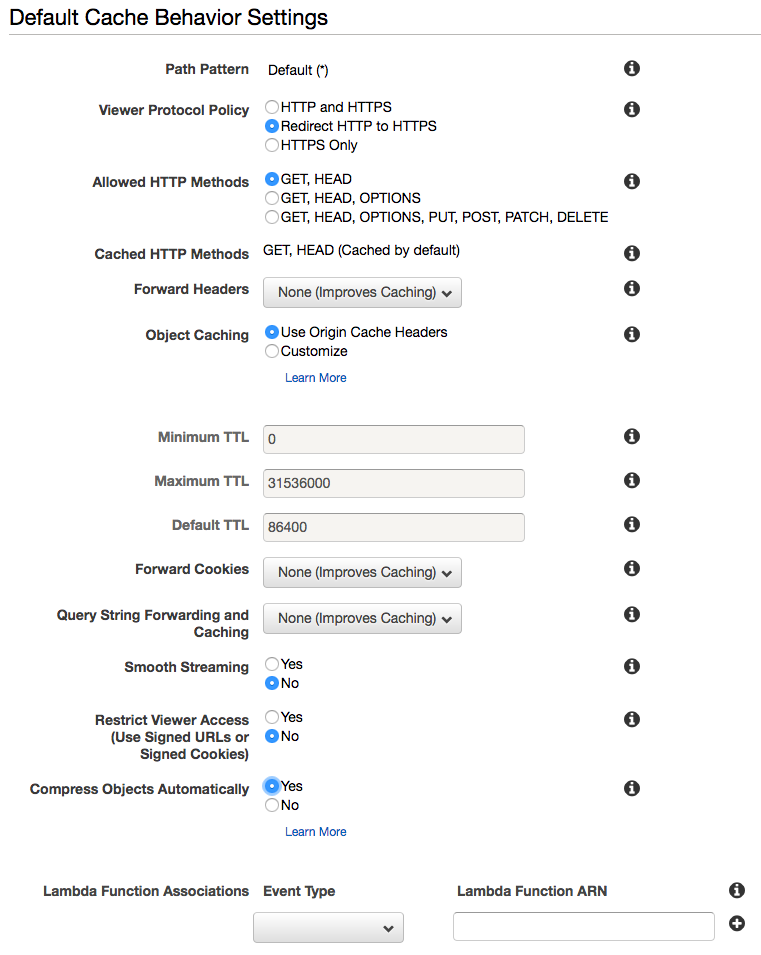 Default Cache Behavior Settings
Path Pattern Default (*)
Viewer Protocol Policy HTTP and HTTPS
Redirect HTTP to HTTPS
HTTPS Only
Allowed HTTP Methods GET, HEAD
GET, HEAD, OPTIONS
GET, HEAD, OPTIONS, PUT, POST, PATCH, DELETE
Cached HTTP Methods GET, HEAD (Cached by default)
Forward Headers None (Improves Caching)
Object Caching Use Origin Cache Headers
Customize
Learn More
Minimum TTL 0
Maximum TTL 31536000
Default TTL 86400
Forward Cookies None (Improves Caching)
Query String Forwarding and None (Improves Caching)
Caching
Smooth Streaming Yes
No
Restrict Viewer Access Yes
(Use Signed URLs or No
Signed Cookies)
Compress Objects Automatically Yes
No
Learn More
Lambda Function Associations Event Type Lambda Function ARN